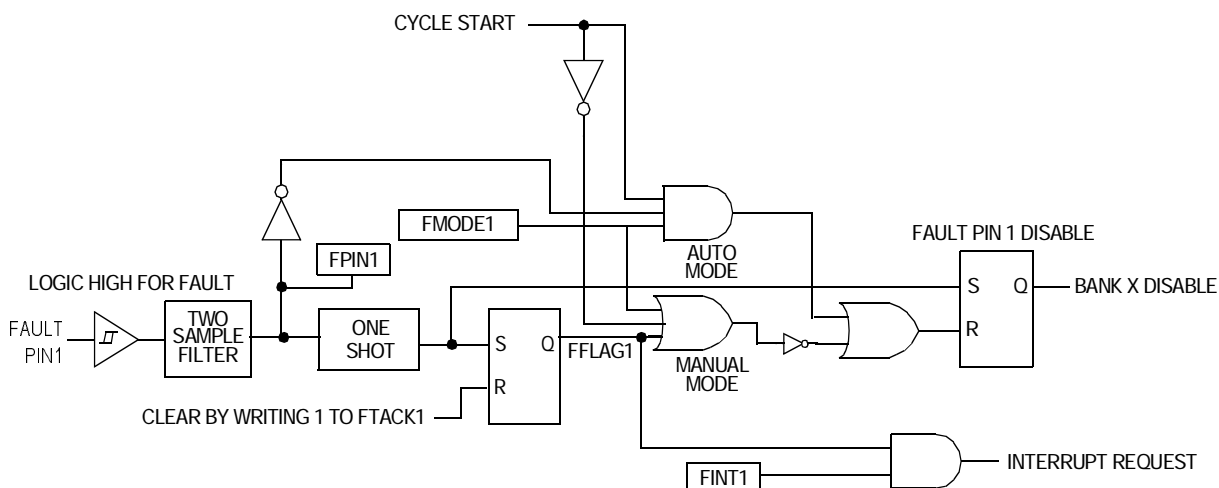 CYCLE START
FMODE1
AUTO
MODE
FAULT PIN 1 DISABLE
FPIN1
LOGIC HIGH FOR FAULT
S
Q
BANK X DISABLE
R
FAULT
PIN1
TWO
SAMPLE
FILTER
ONE
SHOT
S
Q
FFLAG1
R
MANUAL
MODE
CLEAR BY WRITING 1 TO FTACK1
INTERRUPT REQUEST
FINT1